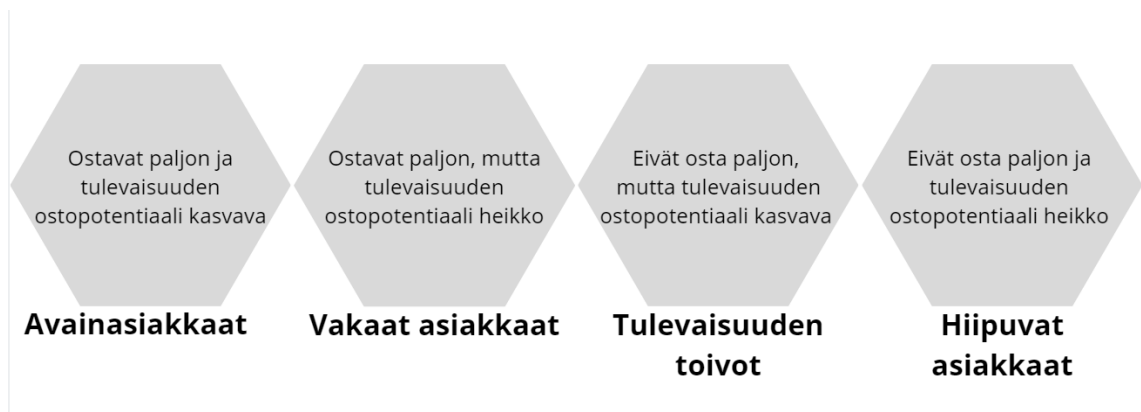 Ostavat paljon ja
tulevaisuuden
ostopotentiaali kasvava
Avainasiakkaat
Ostavat paljon, mutta
tulevaisuuden
ostopotentiaali heikko
Vakaat asiakkaat
Eivät osta paljon,
mutta tulevaisuuden
ostopotentiaali kasvava
Tulevaisuuden
toivot
Eivät osta paljon ja
tulevaisuuden
ostopotentiaali heikko
Hiipuvat
asiakkaat